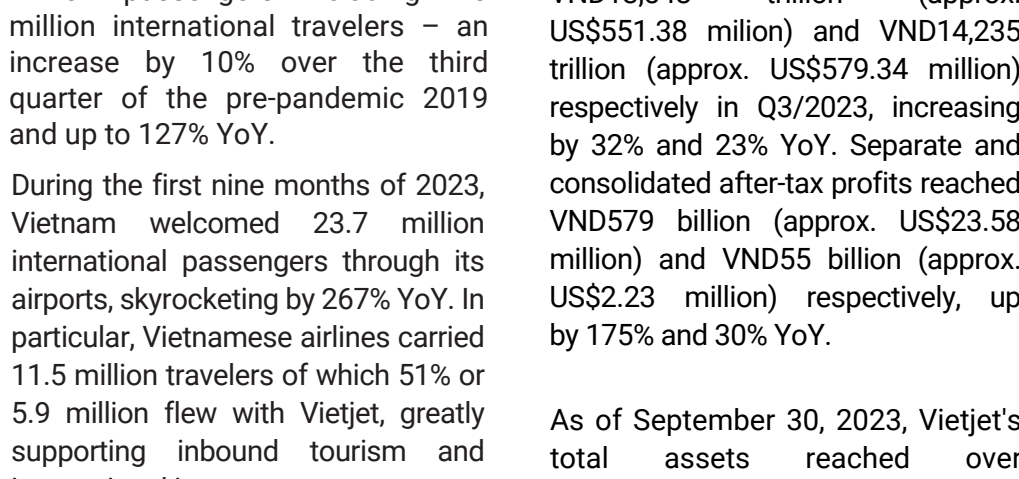 million international travelers – an
increase by 10% over the third
quarter of the pre-pandemic 2019
and up to 127% YoY.
During the first nine months of 2023,
Vietnam welcomed 23.7 million
international passengers through its
airports, skyrocketing by 267% YoY. In
particular, Vietnamese airlines carried
11.5 million travelers of which 51% or
5.9 million flew with Vietjet, greatly
supporting inbound tourism and
US$551.38 milion) and VND14,235
trillion (approx. US$579.34 million)
respectively in Q3/2023, increasing
by 32% and 23% YoY. Separate and
consolidated after-tax profits reached
VND579 billion (approx. US$23.58
million) and VND55 billion (approx.
US$2.23 million) respectively, up
by 175% and 30% YoY.
As of September 30, 2023, Vietjet's
total assets reached over